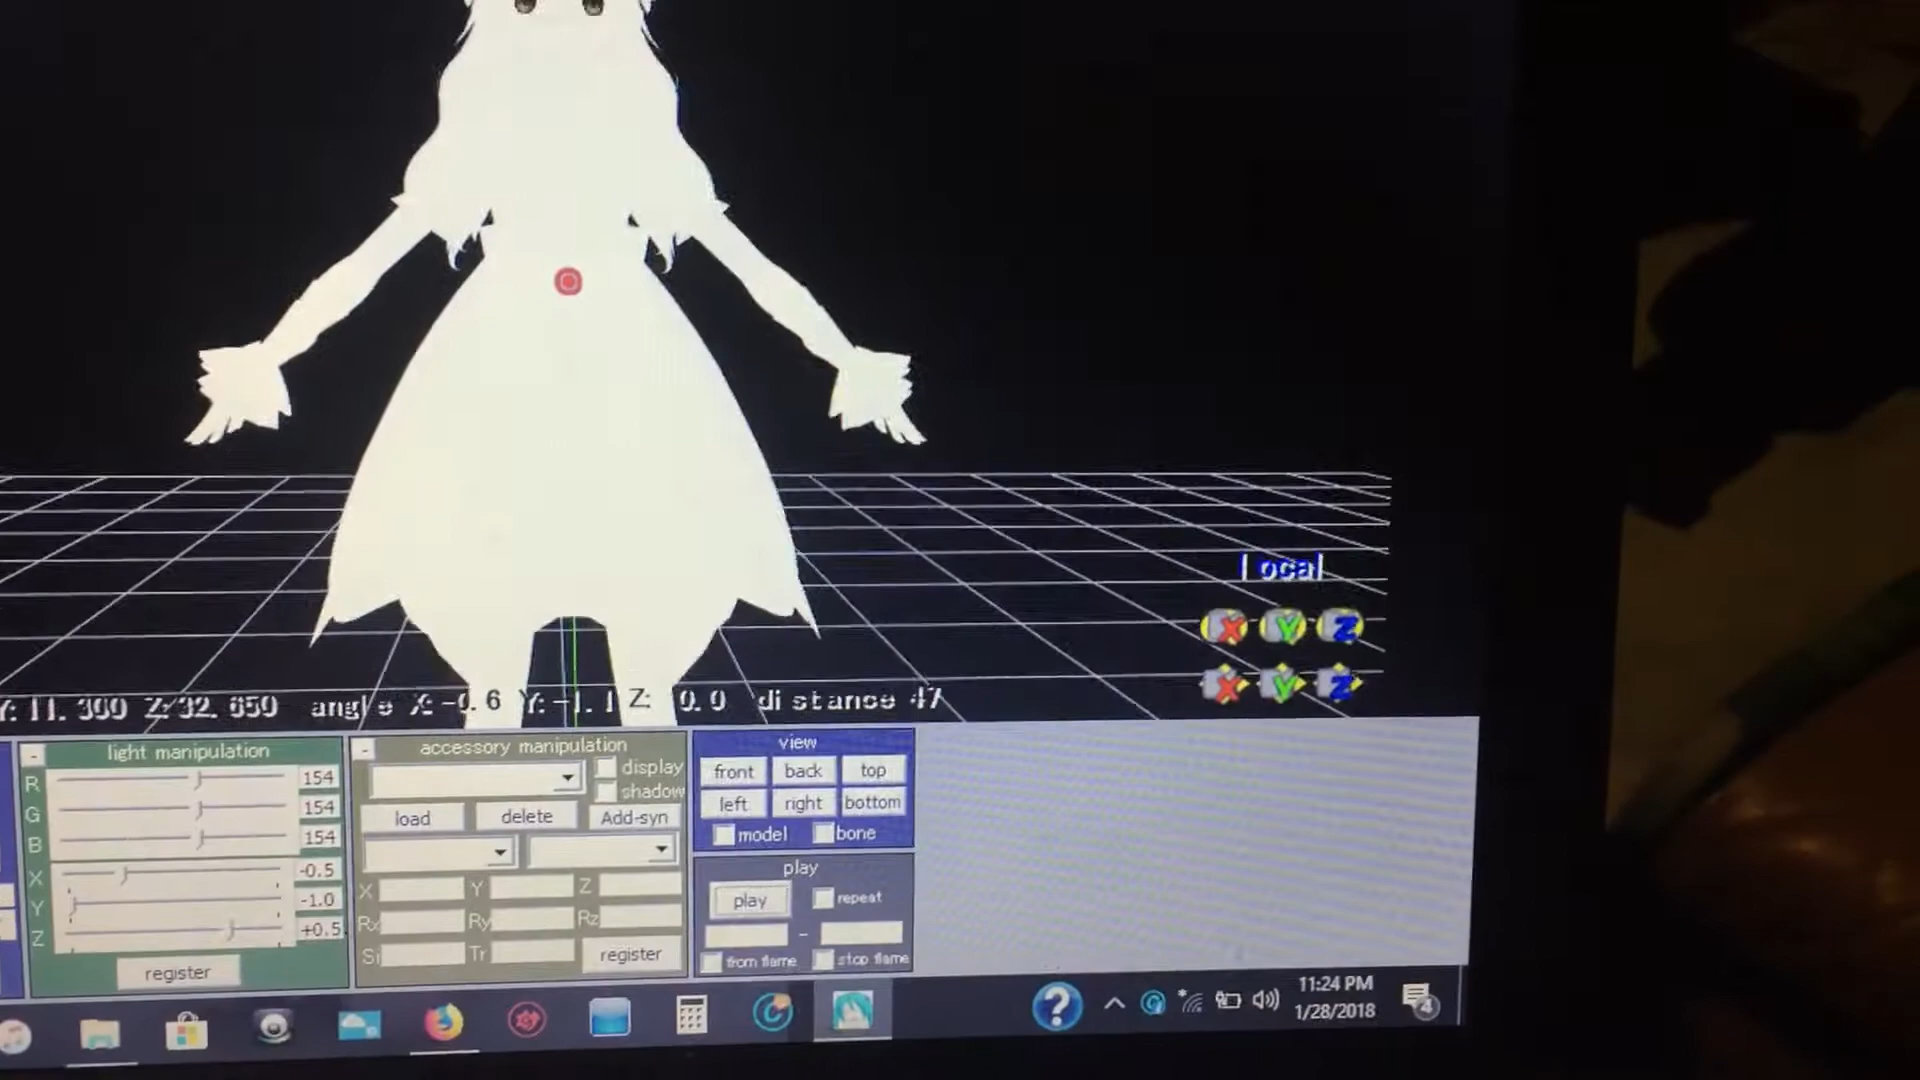 Local
X Y Z
X Y Z
Y: 11.300 Z:32.650 angle X:-0.6 Y:-1.1 Z: 0.0 distance 47
- light manipulation
R 154
G 154
B 154
X -0.5
Y -1.0
Z +0.5
register
- accessory manipulation
display
shadow
load delete Add-syn
X Y Z
Rx Ry Rz
Si Tr register
view
front back top
left right bottom
model bone
play
play repeat
-
from flame stop flame
11:24 PM
1/28/2018
4